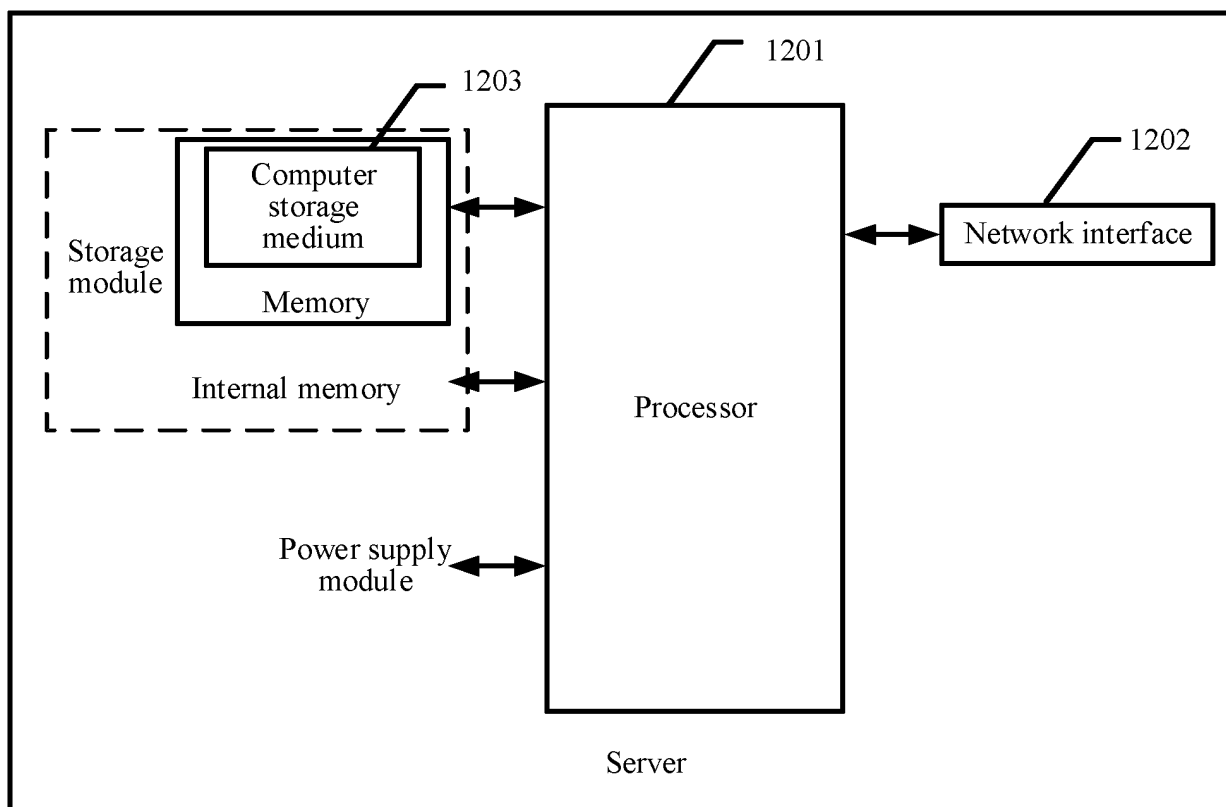 1201
1203
1202
Computer
storage
medium
Storage
module
Memory
Network interface
Internal memory
Processor
Power supply
module
Server